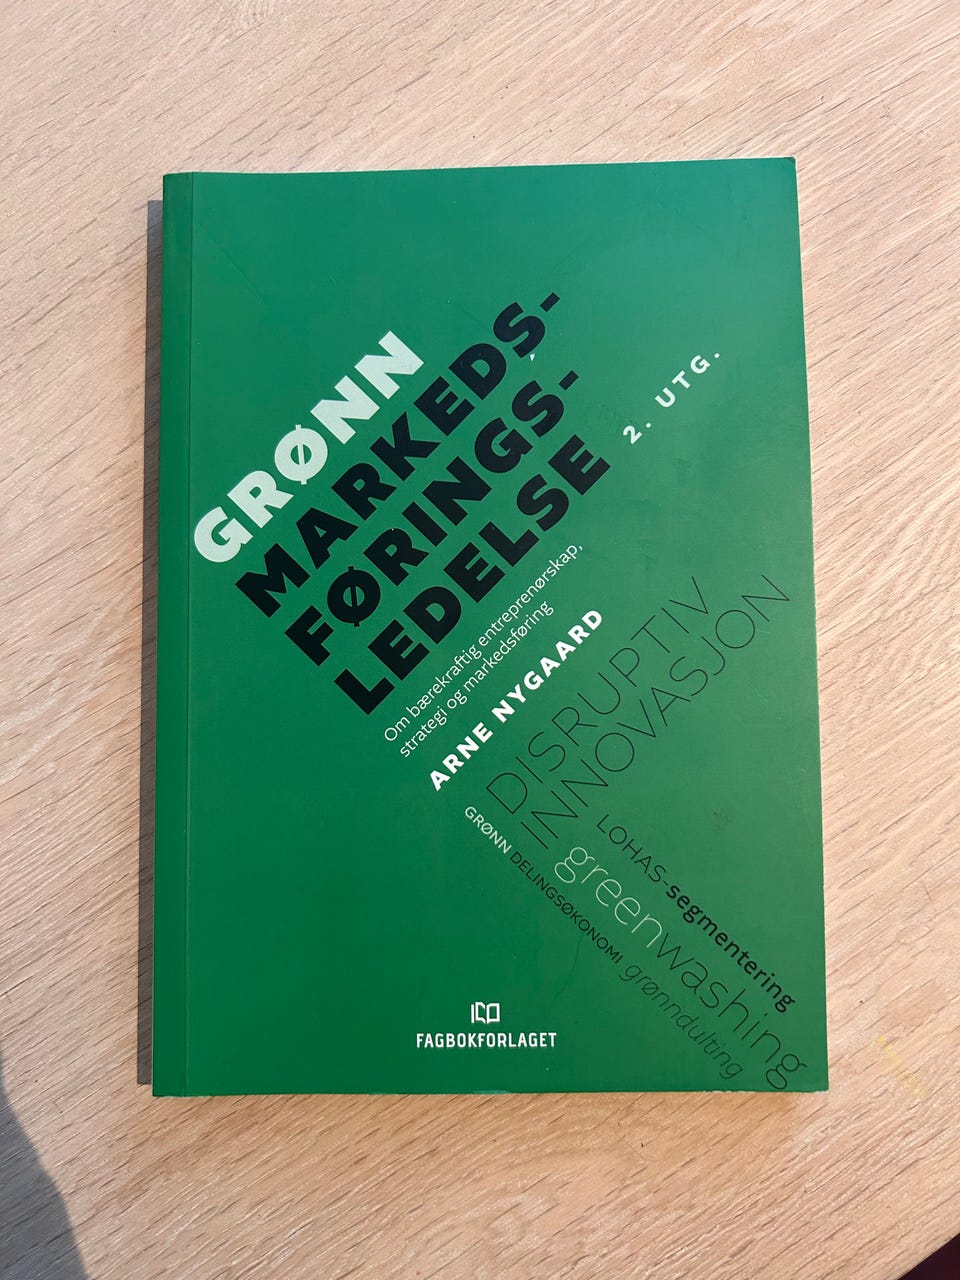 GRØNN
MARKEDS-
FØRINGS-
LEDELSE
2. UTG.
Om bærekraftig entreprenørskap,
strategi og markedsføring
ARNE NYGAARD
DISRUPTIV
INNOVASJON
LOHAS-segmentering
greenwashing
GRØNN DELINGSØKONOMI grønndulting
FAGBOKFORLAGET